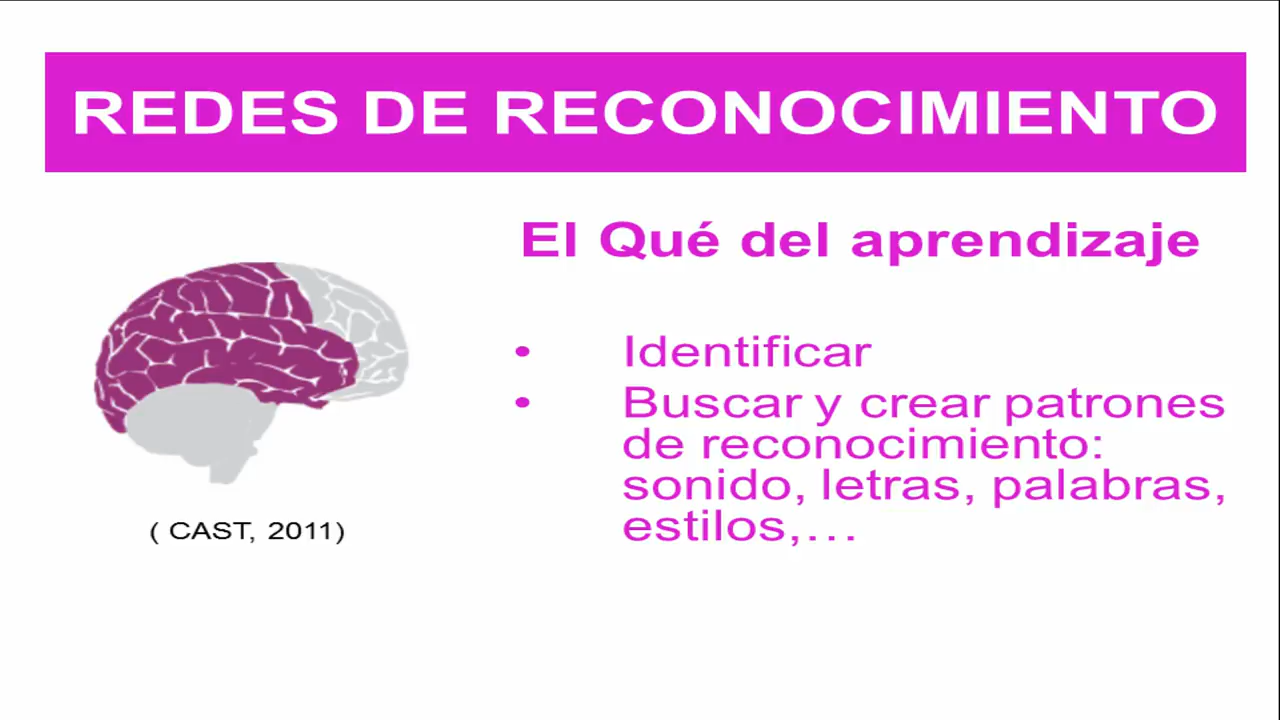 REDES DE RECONOCIMIENTO
El Qué del aprendizaje
• Identificar
• Buscar y crear patrones
de reconocimiento:
sonido, letras, palabras,
estilos,…
( CAST, 2011)